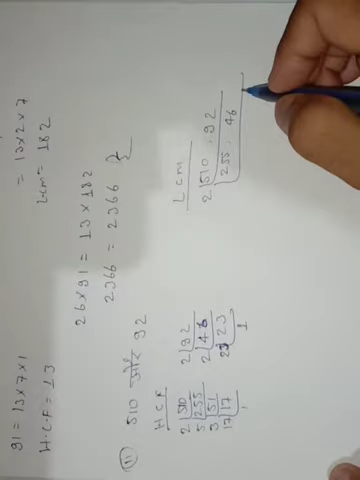 91 = 13×7×1
H.C.F = 13
= 13×2×7
Lcm = 182
26×91 = 13×182
2366 = 2366
(ii) 510 और 92
H C F
2 510
5 255
3 51
17 17
1
2 92
2 46
23 23
1
L c m
2 510, 92
255, 46